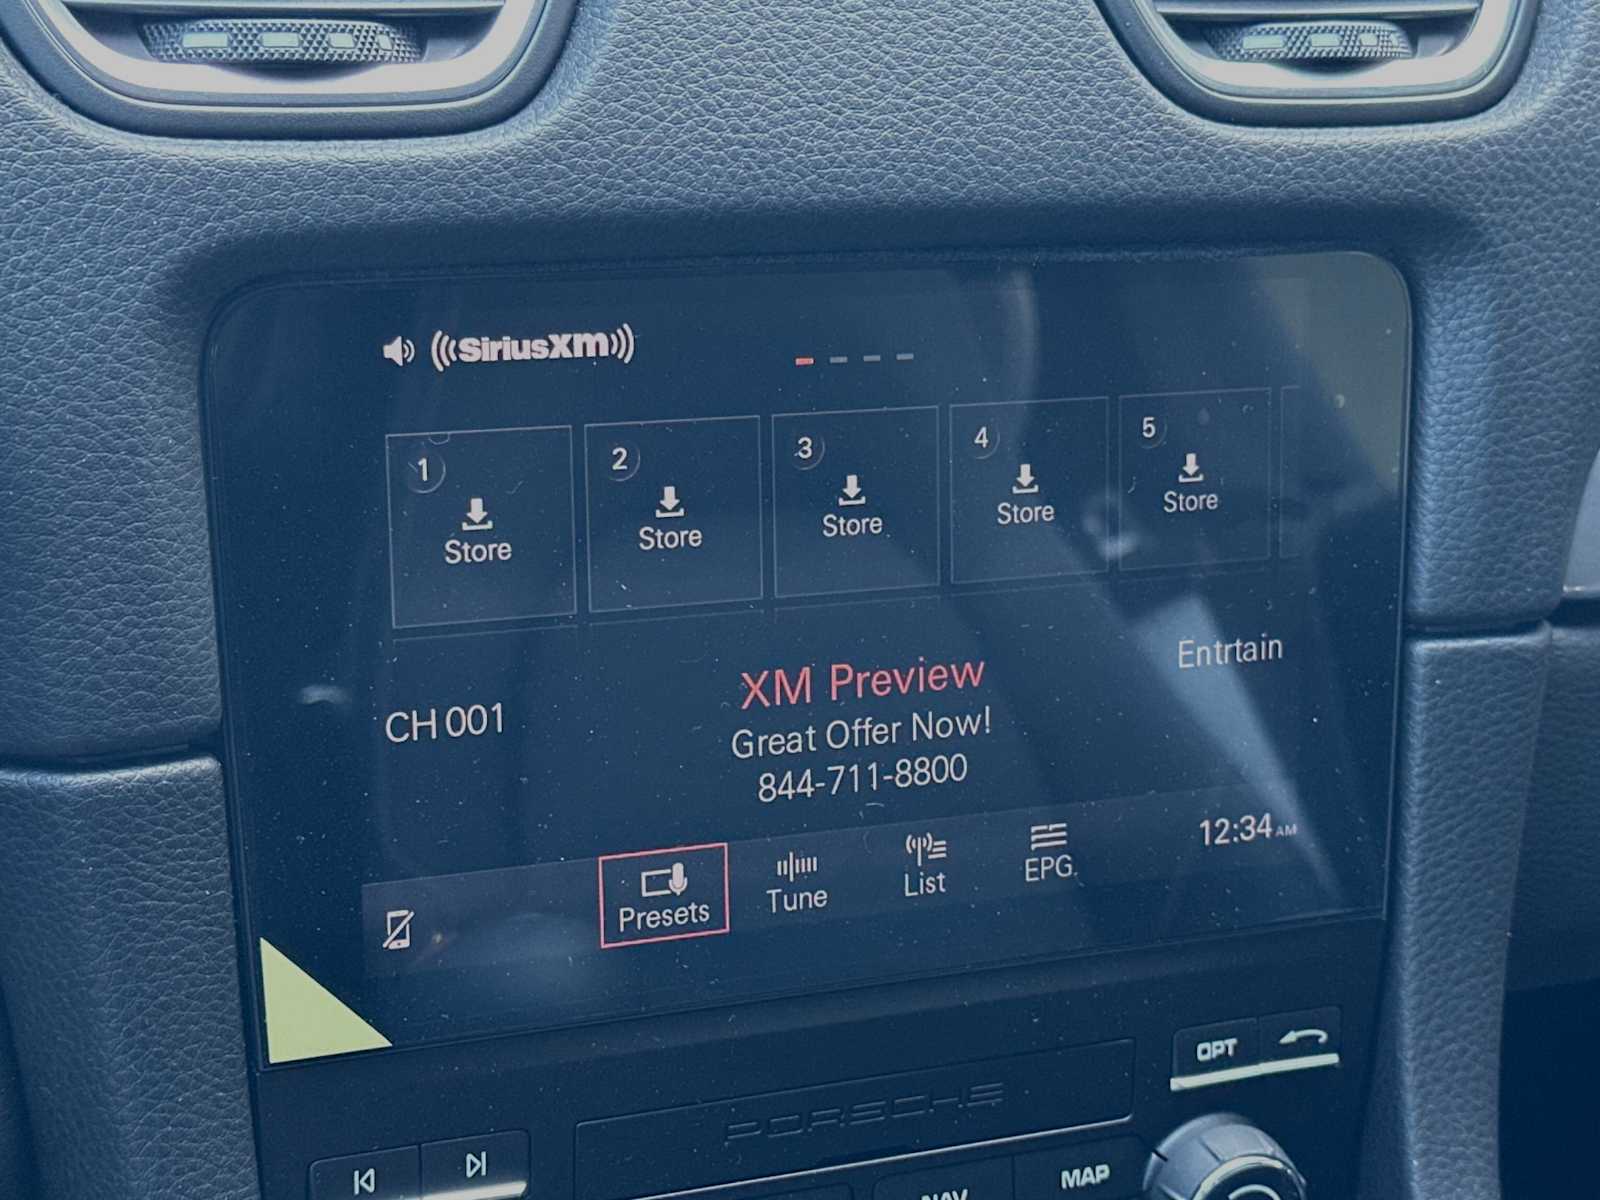 ((SiriusXM))
1
2
3
4
5
Store
Store
Store
Store
Store
Entrtain
XM Preview
CH 001
Great Offer Now!
844-711-8800
12:34 AM
Presets
Tune
List
EPG
OPT
PORSCHE
NAV
MAP